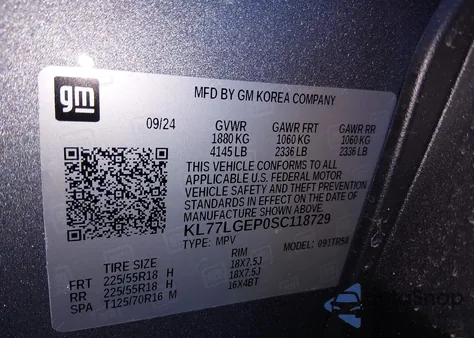 gm
MFD BY GM KOREA COMPANY
09/24 GVWR GAWR FRT GAWR RR
1880 KG 1060 KG 1060 KG
4145 LB 2336 LB 2336 LB
THIS VEHICLE CONFORMS TO ALL
APPLICABLE U.S. FEDERAL MOTOR
VEHICLE SAFETY AND THEFT PREVENTION
STANDARDS IN EFFECT ON THE DATE OF
MANUFACTURE SHOWN ABOVE
KL77LGEP0SC118729
TYPE: MPV MODEL: 091TR58
TIRE SIZE RIM
FRT 225/55R18 H 18X7.5J
RR 225/55R18 H 18X7.5J
SPA T125/70R16 M 16X4BT